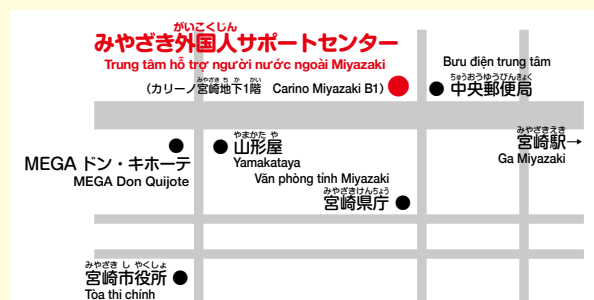 がいこくじん
みやざき外国人サポートセンター
Trung tâm hỗ trợ người nước ngoài Miyazaki
みやざき ち か かい
(カリーノ宮崎地下1階 Carino Miyazaki B1)
Bưu điện trung tâm
ちゅうおうゆうびんきょく
中央郵便局
みやざきえき
宮崎駅→
Ga Miyazaki
MEGA ドン・キホーテ
MEGA Don Quijote
やまかた や
山形屋
Yamakataya
Văn phòng tỉnh Miyazaki
みやざきけんちょう
宮崎県庁
みやざき し やくしょ
宮崎市役所
Tòa thị chính